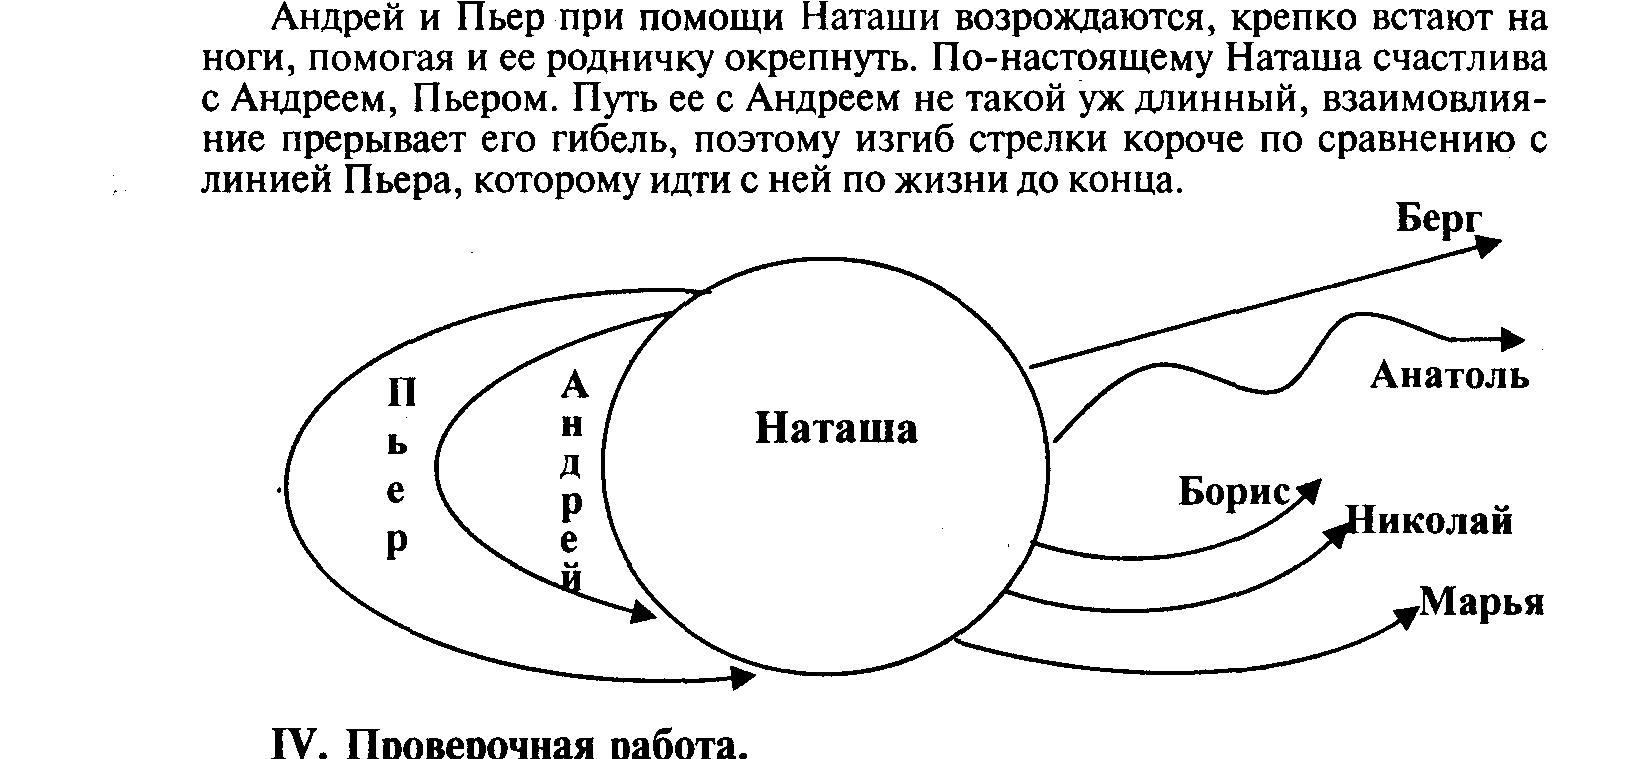 Андрей и Пьер при помощи Наташи возрождаются, крепко встают на
ноги, помогая и ее родничку окрепнуть. По-настоящему Наташа счастлива
с Андреем, Пьером. Путь ее с Андреем не такой уж длинный, взаимовлия-
ние прерывает его гибель, поэтому изгиб стрелки короче по сравнению с
линией Пьера, которому идти с ней по жизни до конца.
Берг
Анатоль
Пьер
Андрей
Наташа
Борис
Николай
Марья
IV. Проверочная работа.